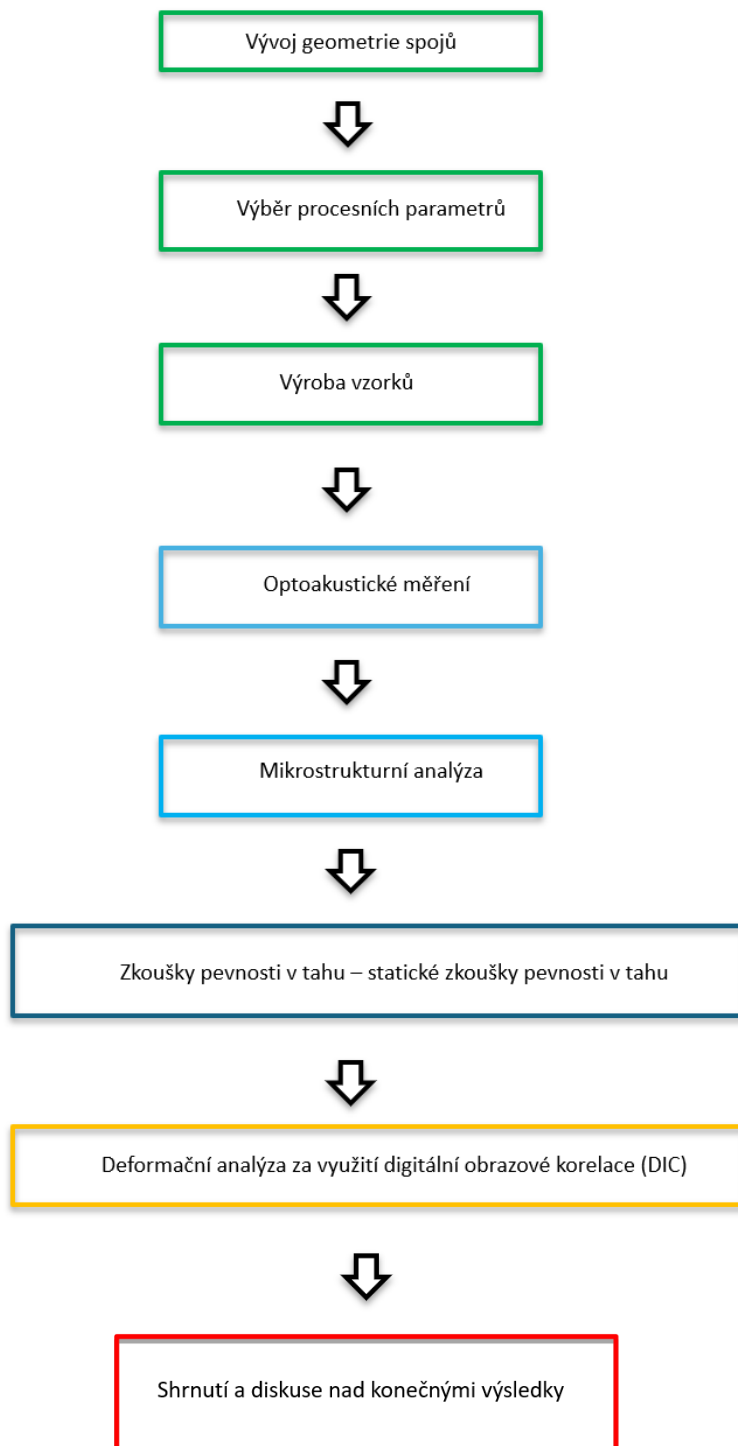 Vývoj geometrie spojů
Výběr procesních parametrů
Výroba vzorků
Optoakustické měření
Mikrostrukturní analýza
Zkoušky pevnosti v tahu – statické zkoušky pevnosti v tahu
Deformační analýza za využití digitální obrazové korelace (DIC)
Shrnutí a diskuse nad konečnými výsledky